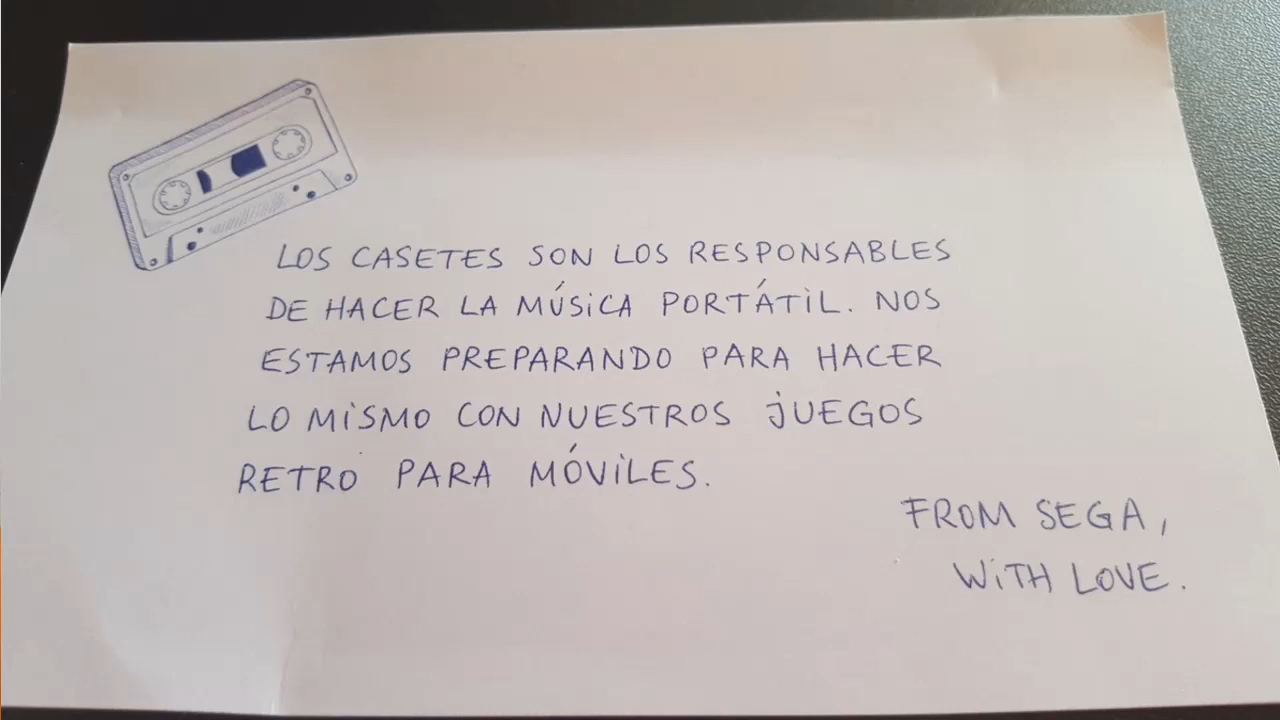 LOS CASETES SON LOS RESPONSABLES
DE HACER LA MÚSICA PORTÁTIL. NOS
ESTAMOS PREPARANDO PARA HACER
LO MISMO CON NUESTROS JUEGOS
RETRO PARA MÓVILES.
FROM SEGA,
WITH LOVE.